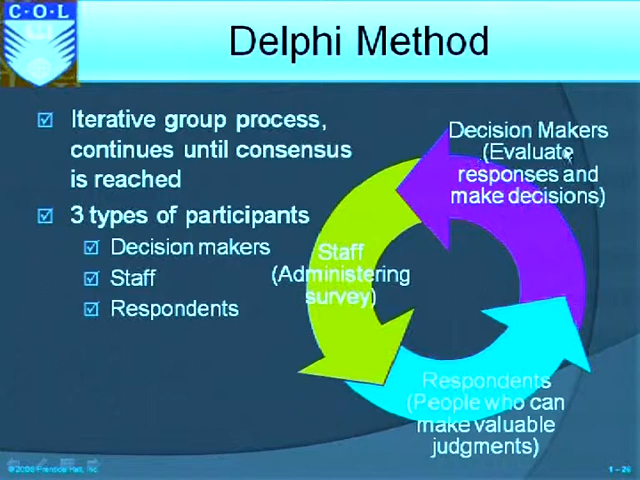 C·O·L
Delphi Method
Iterative group process,
continues until consensus
is reached
3 types of participants
Decision makers
Staff
Respondents
Decision Makers
(Evaluate
responses and
make decisions)
Staff
(Administering
survey)
Respondents
(People who can
make valuable
judgments)
© 2008 Prentice Hall, Inc.